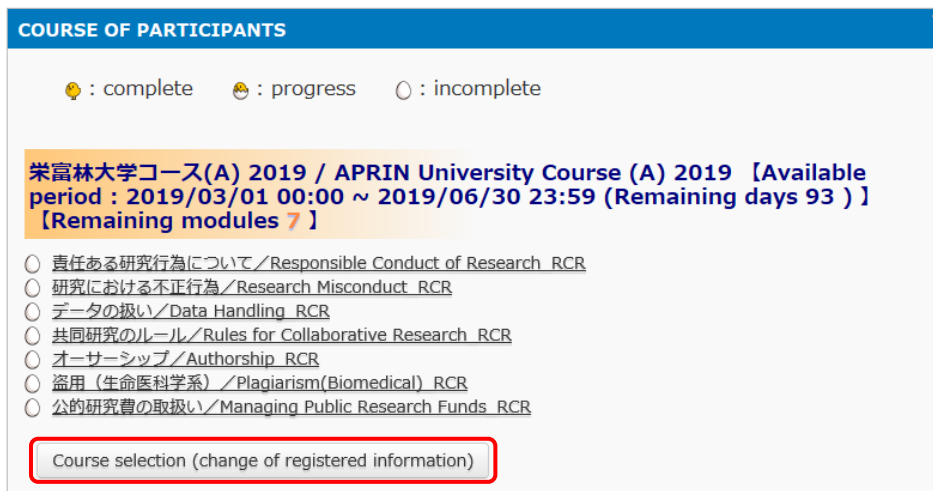 COURSE OF PARTICIPANTS
: complete : progress : incomplete
栄富林大学コース(A) 2019 / APRIN University Course (A) 2019 【Available
period : 2019/03/01 00:00 ~ 2019/06/30 23:59 (Remaining days 93 ) 】
【Remaining modules 7 】
責任ある研究行為について／Responsible Conduct of Research_RCR
研究における不正行為／Research Misconduct_RCR
データの扱い／Data Handling_RCR
共同研究のルール／Rules for Collaborative Research_RCR
オーサーシップ／Authorship_RCR
盗用（生命医科学系）／Plagiarism(Biomedical)_RCR
公的研究費の取扱い／Managing Public Research Funds_RCR
Course selection (change of registered information)